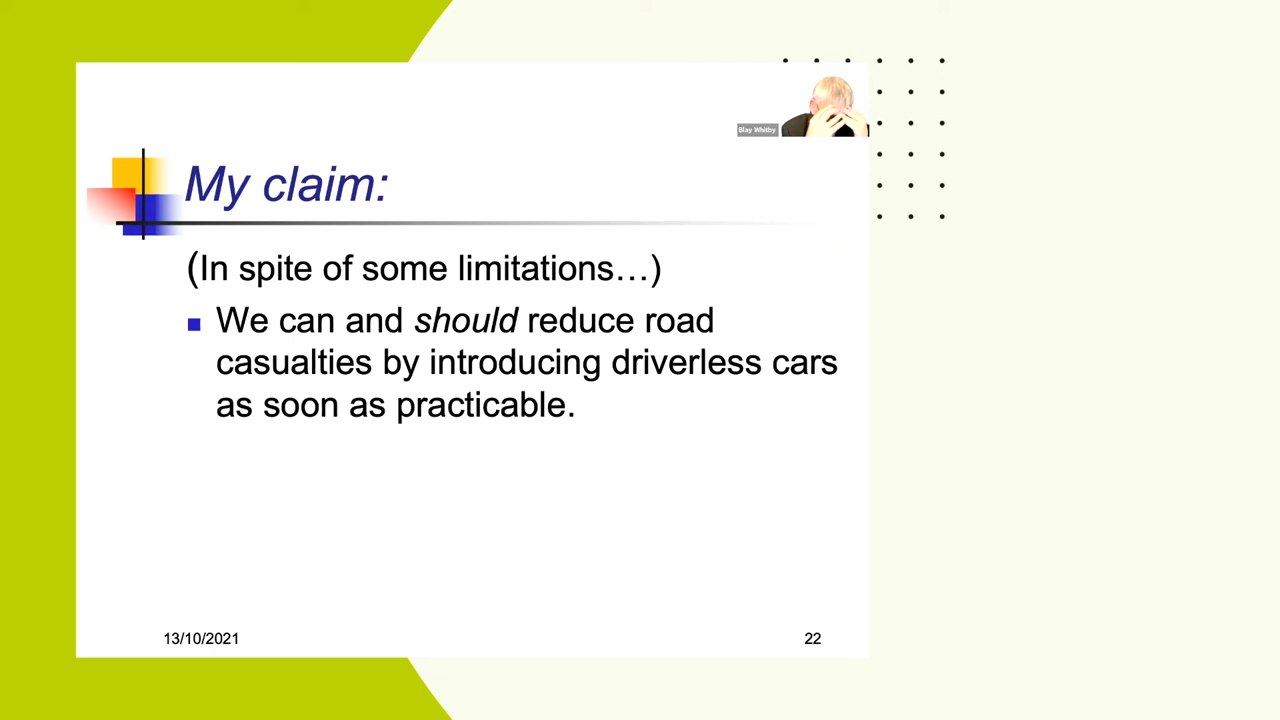 Blay Whitby
My claim:
(In spite of some limitations…)
We can and should reduce road
casualties by introducing driverless cars
as soon as practicable.
13/10/2021
22